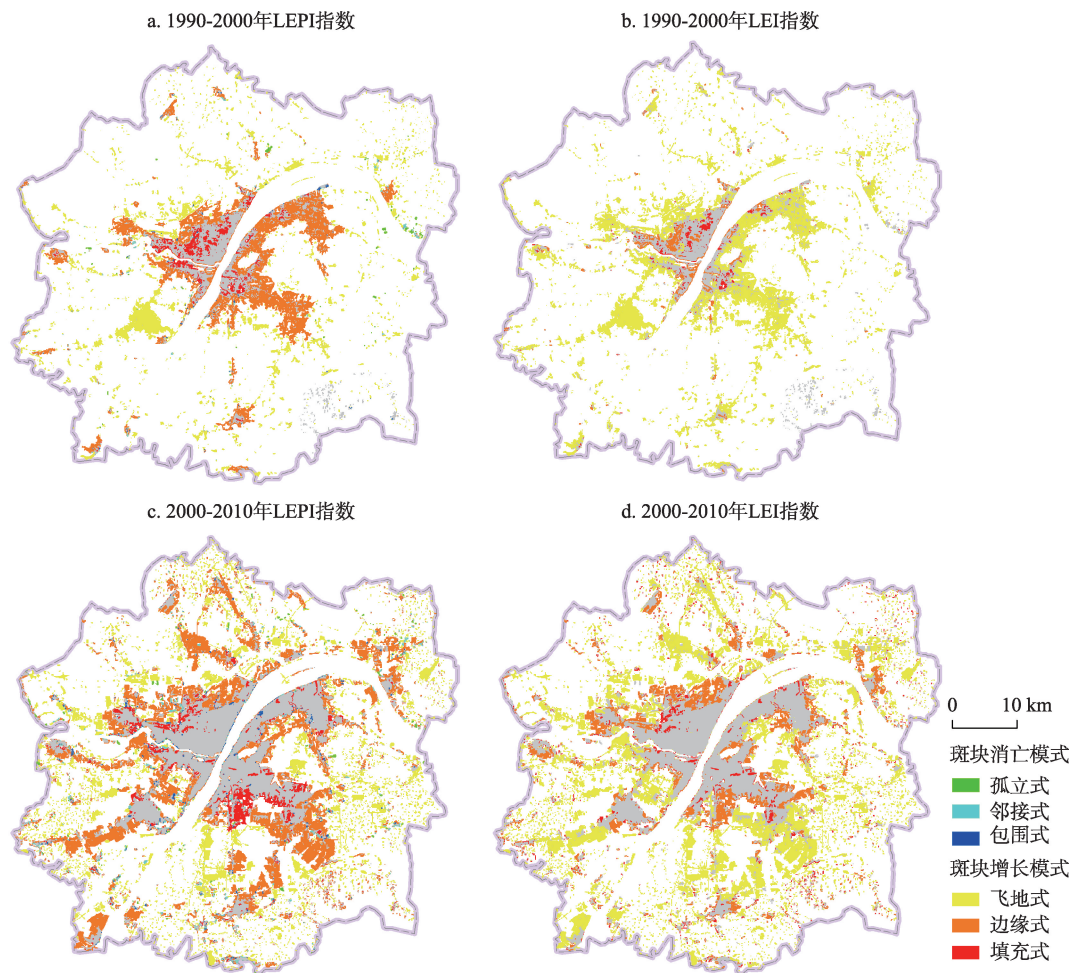 a. 1990-2000年LEPI指数
b. 1990-2000年LEI指数
c. 2000-2010年LEPI指数
d. 2000-2010年LEI指数
0 10 km
斑块消亡模式
孤立式
邻接式
包围式
斑块增长模式
飞地式
边缘式
填充式